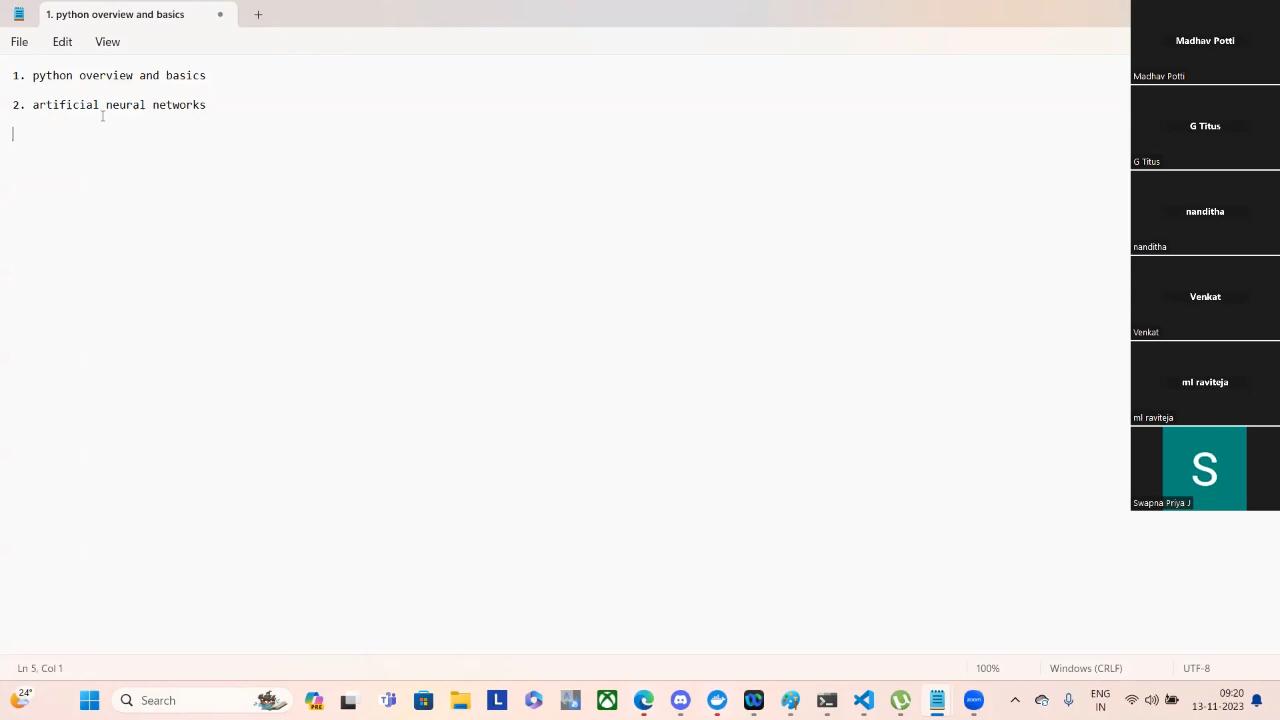 1. python overview and basics
File Edit View
1. python overview and basics
2. artificial neural networks
Ln 5, Col 1
100%
Windows (CRLF)
UTF-8
Madhav Potti
Madhav Potti
G Titus
G Titus
nanditha
nanditha
Venkat
Venkat
ml raviteja
ml raviteja
S
Swapna Priya J
24°
Search
PRE
L
zoom
ENG
IN
09:20
13-11-2023